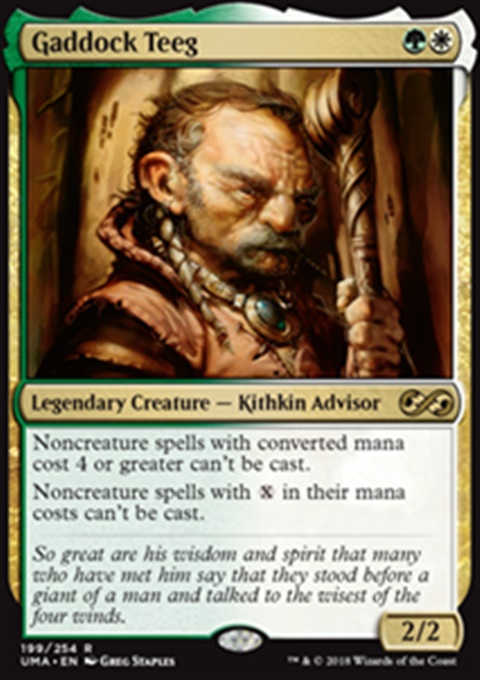 Gaddock Teeg
Legendary Creature — Kithkin Advisor
Noncreature spells with converted mana
cost 4 or greater can't be cast.
Noncreature spells with X in their mana
costs can't be cast.
So great are his wisdom and spirit that many
who have met him say that they stood before a
giant of a man and talked to the wisest of the
four winds.
2/2
199/254 R
UMA • EN Greg Staples
™ & © 2018 Wizards of the Coast